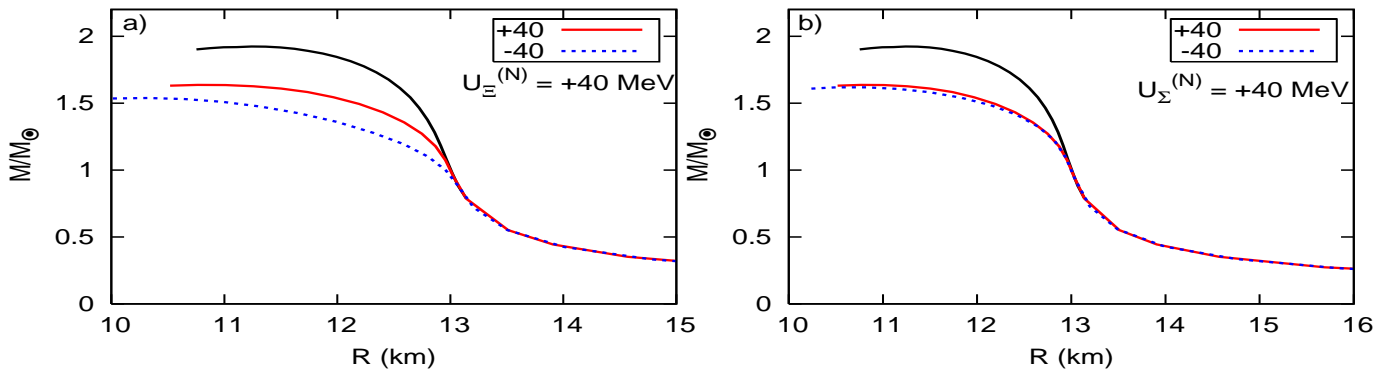 a)
+40
-40
U_Ξ^(N) = +40 MeV
M/M_⊙
2
1.5
1
0.5
0
10 11 12 13 14 15
R (km)
b)
+40
-40
U_Σ^(N) = +40 MeV
M/M_⊙
2
1.5
1
0.5
0
10 11 12 13 14 15 16
R (km)